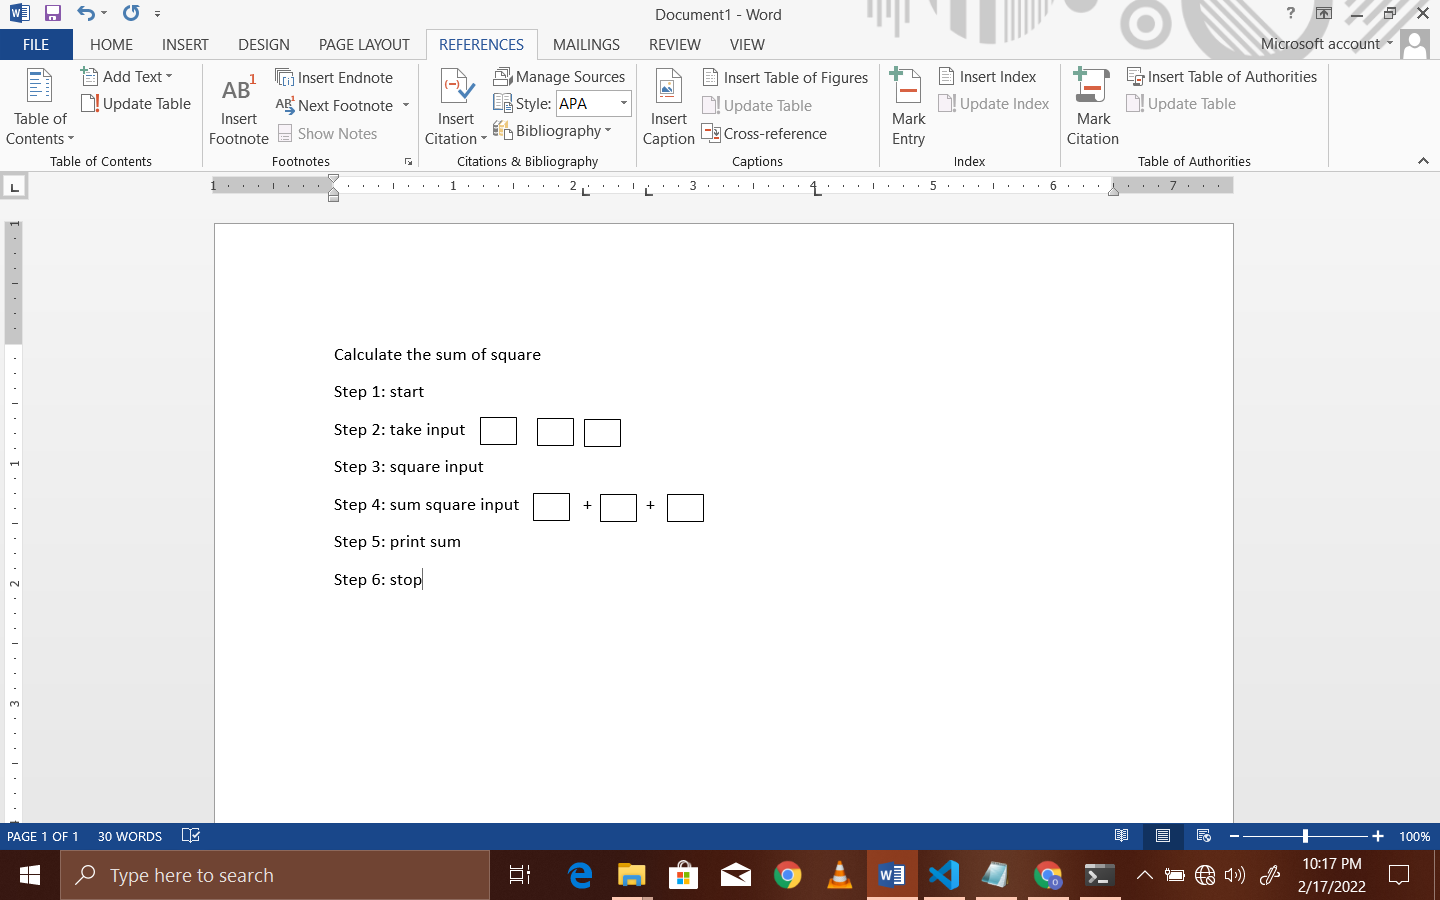 Document1 - Word
?
FILE HOME INSERT DESIGN PAGE LAYOUT REFERENCES MAILINGS REVIEW VIEW Microsoft account
Table of Contents
Add Text
Update Table
Table of Contents
AB1
Insert Footnote
Insert Endnote
AB1 Next Footnote
Show Notes
Footnotes
Insert Citation
Manage Sources
Style: APA
Bibliography
Citations & Bibliography
Insert Caption
Insert Table of Figures
Update Table
Cross-reference
Captions
Mark Entry
Insert Index
Update Index
Index
Mark Citation
Insert Table of Authorities
Update Table
Table of Authorities
L
1 1 2 3 4 5 6 7
1
1
2
3
Calculate the sum of square
Step 1: start
Step 2: take input
Step 3: square input
Step 4: sum square input + +
Step 5: print sum
Step 6: stop
PAGE 1 OF 1 30 WORDS 100%
Type here to search
10:17 PM
2/17/2022